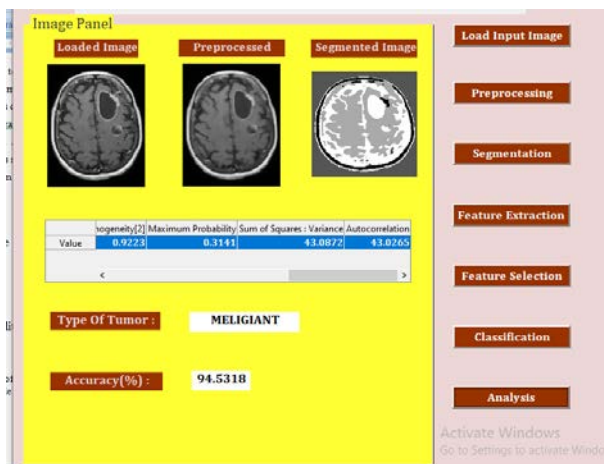 Image Panel
Loaded Image
Preprocessed
Segmented Image
nogeneity[2] Maximum Probability Sum of Squares : Variance Autocorrelation
Value 0.9223 0.3141 43.0872 43.0265
Type Of Tumor : MELIGIANT
Accuracy(%) : 94.5318
Load Input Image
Preprocessing
Segmentation
Feature Extraction
Feature Selection
Classification
Analysis
Activate Windows
Go to Settings to activate Windo